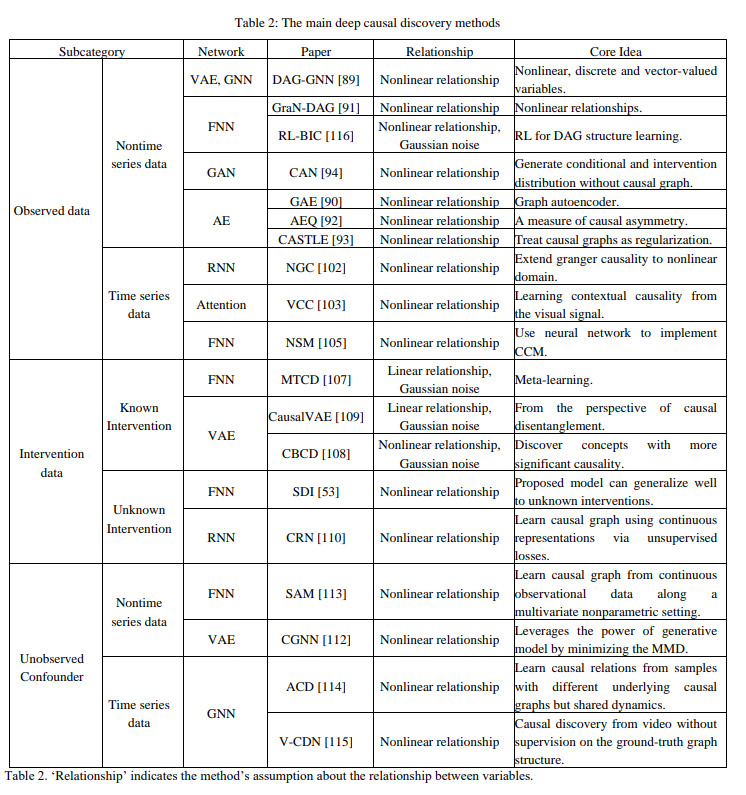 Table 2: The main deep causal discovery methods
Subcategory Network Paper Relationship Core Idea
Observed data
Nontime
series data
VAE, GNN DAG-GNN [89] Nonlinear relationship
Nonlinear, discrete and vector-valued
variables.
FNN
GraN-DAG [91] Nonlinear relationship Nonlinear relationships.
RL-BIC [116]
Nonlinear relationship,
Gaussian noise
RL for DAG structure learning.
GAN CAN [94] Nonlinear relationship
Generate conditional and intervention
distribution without causal graph.
AE
GAE [90] Nonlinear relationship Graph autoencoder.
AEQ [92] Nonlinear relationship A measure of causal asymmetry.
CASTLE [93] Nonlinear relationship Treat causal graphs as regularization.
Time series
data
RNN NGC [102] Nonlinear relationship
Extend granger causality to nonlinear
domain.
Attention VCC [103] Nonlinear relationship
Learning contextual causality from
the visual signal.
FNN NSM [105] Nonlinear relationship
Use neural network to implement
CCM.
Intervention
data
Known
Intervention
FNN MTCD [107]
Linear relationship,
Gaussian noise
Meta-learning.
VAE
CausalVAE [109]
Linear relationship,
Gaussian noise
From the perspective of causal
disentanglement.
CBCD [108]
Nonlinear relationship,
Gaussian noise
Discover concepts with more
significant causality.
Unknown
Intervention
FNN SDI [53] Nonlinear relationship
Proposed model can generalize well
to unknown interventions.
RNN CRN [110] Nonlinear relationship
Learn causal graph using continuous
representations via unsupervised
losses.
Unobserved
Confounder
Nontime
series data
FNN SAM [113] Nonlinear relationship
Learn causal graph from continuous
observational data along a
multivariate nonparametric setting.
VAE CGNN [112] Nonlinear relationship
Leverages the power of generative
model by minimizing the MMD.
Time series
data
GNN
ACD [114] Nonlinear relationship
Learn causal relations from samples
with different underlying causal
graphs but shared dynamics.
V-CDN [115] Nonlinear relationship
Causal discovery from video without
supervision on the ground-truth graph
structure.
Table 2. ‘Relationship’ indicates the method’s assumption about the relationship between variables.